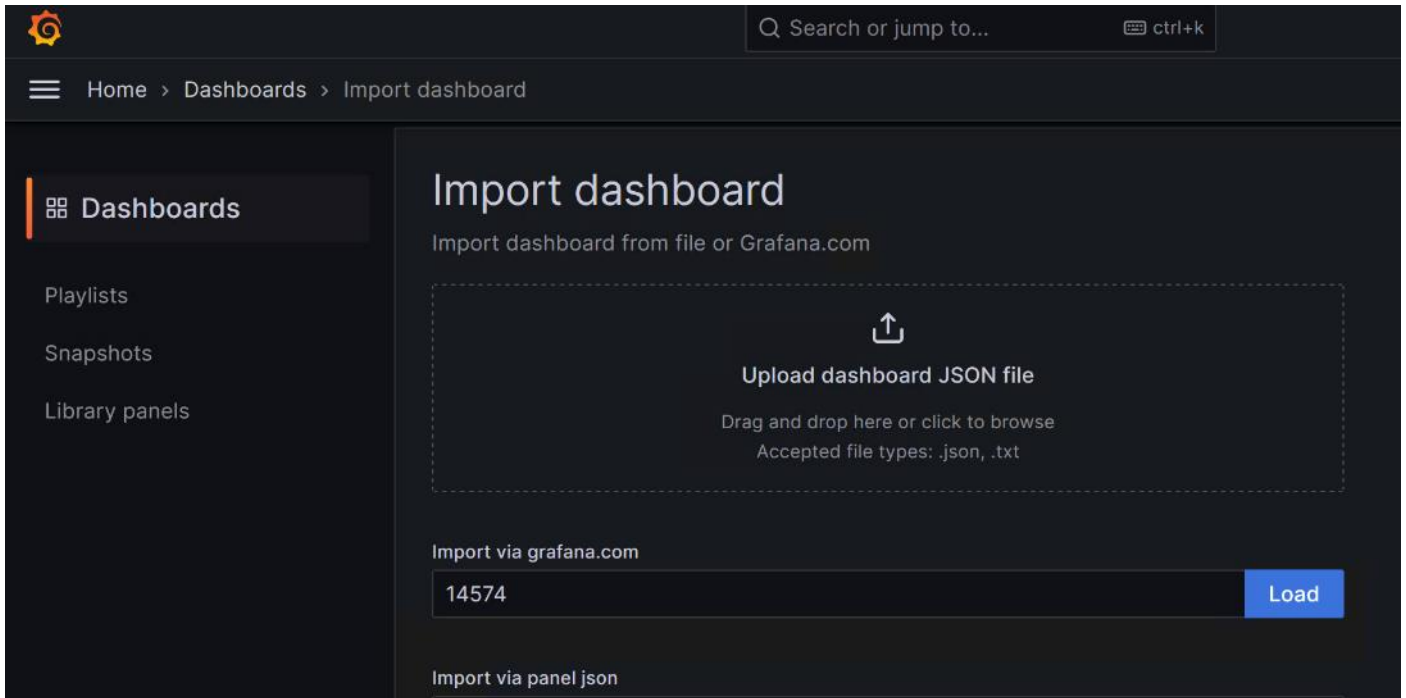 Search or jump to... ctrl+k
Home > Dashboards > Import dashboard
Dashboards
Playlists
Snapshots
Library panels
Import dashboard
Import dashboard from file or Grafana.com
Upload dashboard JSON file
Drag and drop here or click to browse
Accepted file types: .json, .txt
Import via grafana.com
14574 Load
Import via panel json